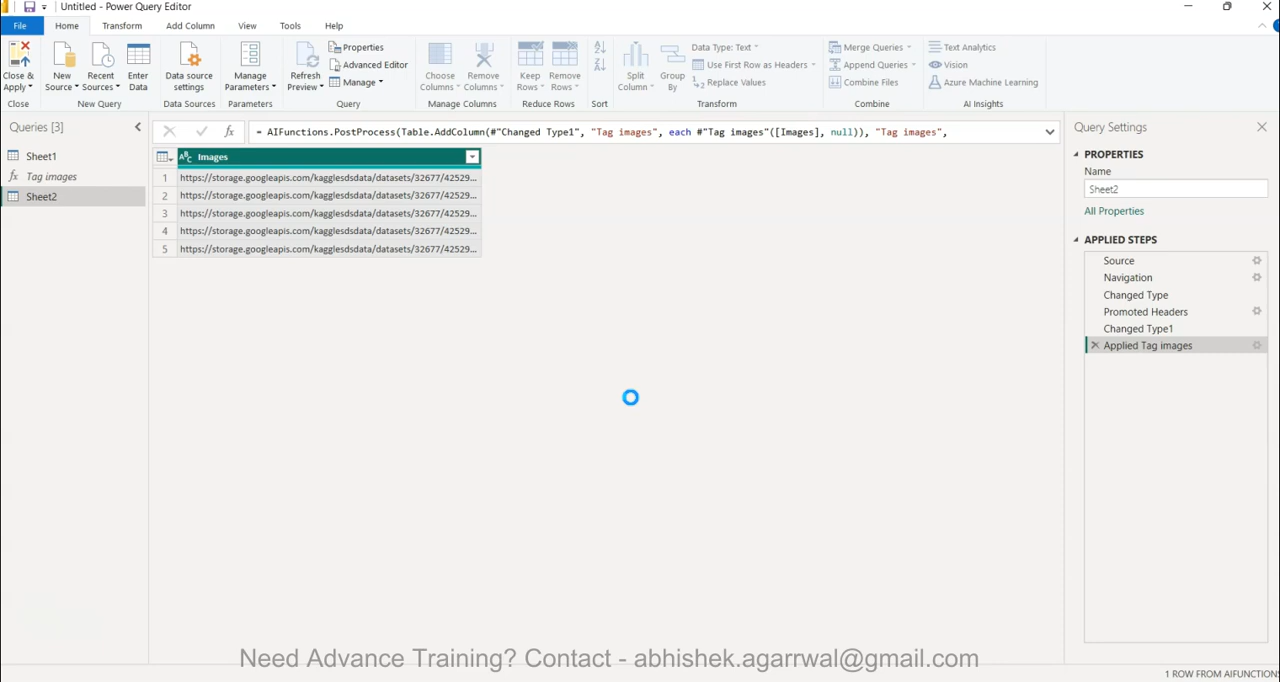 Untitled - Power Query Editor
File Home Transform Add Column View Tools Help
Close & Apply
New Source
Recent Sources
Enter Data
Data source settings
Manage Parameters
Refresh Preview
Properties
Advanced Editor
Manage
Choose Columns
Remove Columns
Keep Rows
Remove Rows
Split Column
Group By
Data Type: Text
Use First Row as Headers
Replace Values
Merge Queries
Append Queries
Combine Files
Text Analytics
Vision
Azure Machine Learning
Close New Query Data Sources Parameters Query Manage Columns Reduce Rows Sort Transform Combine AI Insights
Queries [3]
Sheet1
Tag images
Sheet2
= AIFunctions.PostProcess(Table.AddColumn(#"Changed Type1", "Tag images", each #"Tag images"([Images], null)), "Tag images",
Images
1 https://storage.googleapis.com/kagglesdsdata/datasets/32677/42529...
2 https://storage.googleapis.com/kagglesdsdata/datasets/32677/42529...
3 https://storage.googleapis.com/kagglesdsdata/datasets/32677/42529...
4 https://storage.googleapis.com/kagglesdsdata/datasets/32677/42529...
5 https://storage.googleapis.com/kagglesdsdata/datasets/32677/42529...
Query Settings
PROPERTIES
Name
Sheet2
All Properties
APPLIED STEPS
Source
Navigation
Changed Type
Promoted Headers
Changed Type1
Applied Tag images
Need Advance Training? Contact - abhishek.agarrwal@gmail.com
1 ROW FROM AIFUNCTIONS